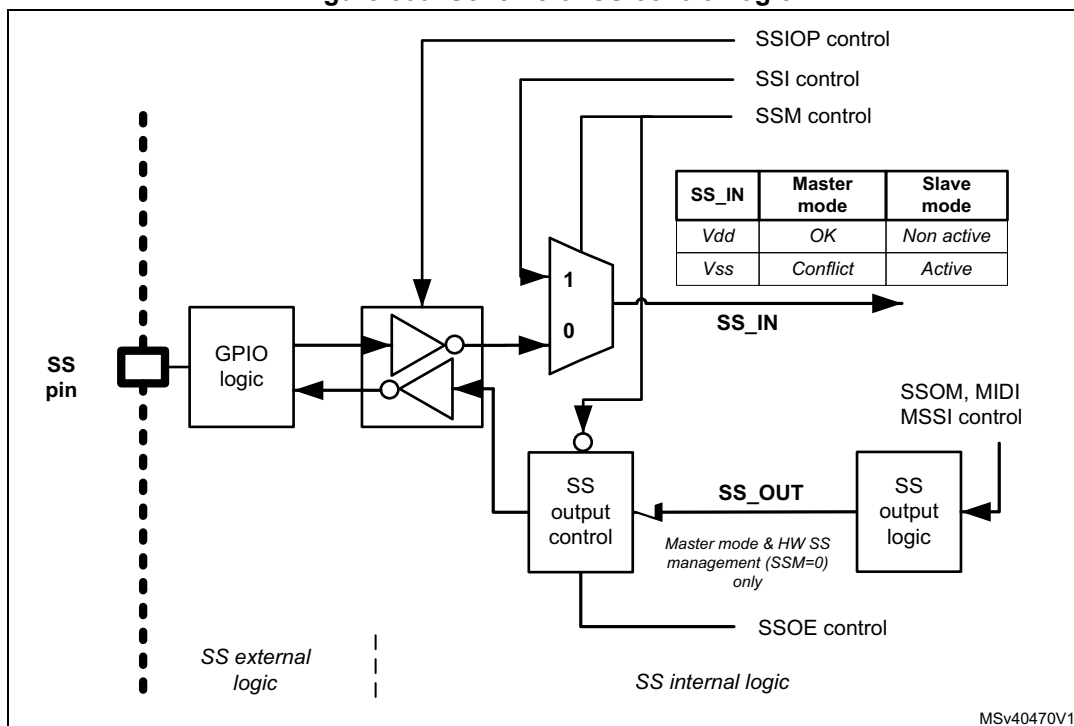 SSIOP control
SSI control
SSM control
SS_IN Master mode Slave mode
Vdd OK Non active
Vss Conflict Active
1
0
SS_IN
SS
pin
GPIO
logic
SSOM, MIDI
MSSI control
SS
output
control
SS_OUT
Master mode & HW SS
management (SSM=0)
only
SS
output
logic
SSOE control
SS external
logic
SS internal logic
MSv40470V1